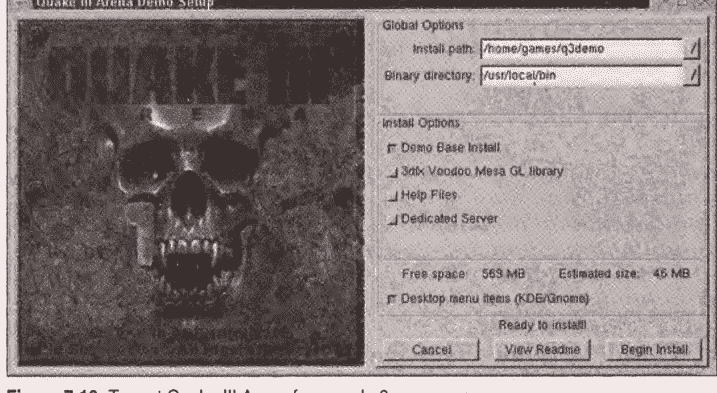 Quake III Arena Demo Setup
QUAKE III
Global Options
Install path: /home/games/q3demo /
Binary directory: /usr/local/bin /
Install Options
Demo Base Install
3dfx Voodoo Mesa GL library
Help Files
Dedicated Server
Free space: 569 MB Estimated size: 46 MB
Desktop menu items (KDE/Gnome)
Ready to install!
Cancel View Readme Begin Install